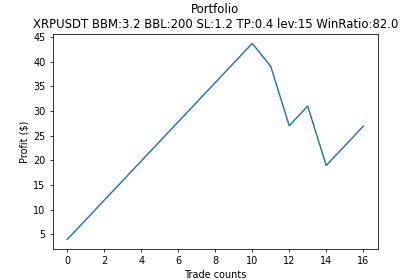 Portfolio
XRPUSDT BBM:3.2 BBL:200 SL:1.2 TP:0.4 lev:15 WinRatio:82.0
45
40
35
30
25
20
15
10
5
Profit ($)
0 2 4 6 8 10 12 14 16
Trade counts